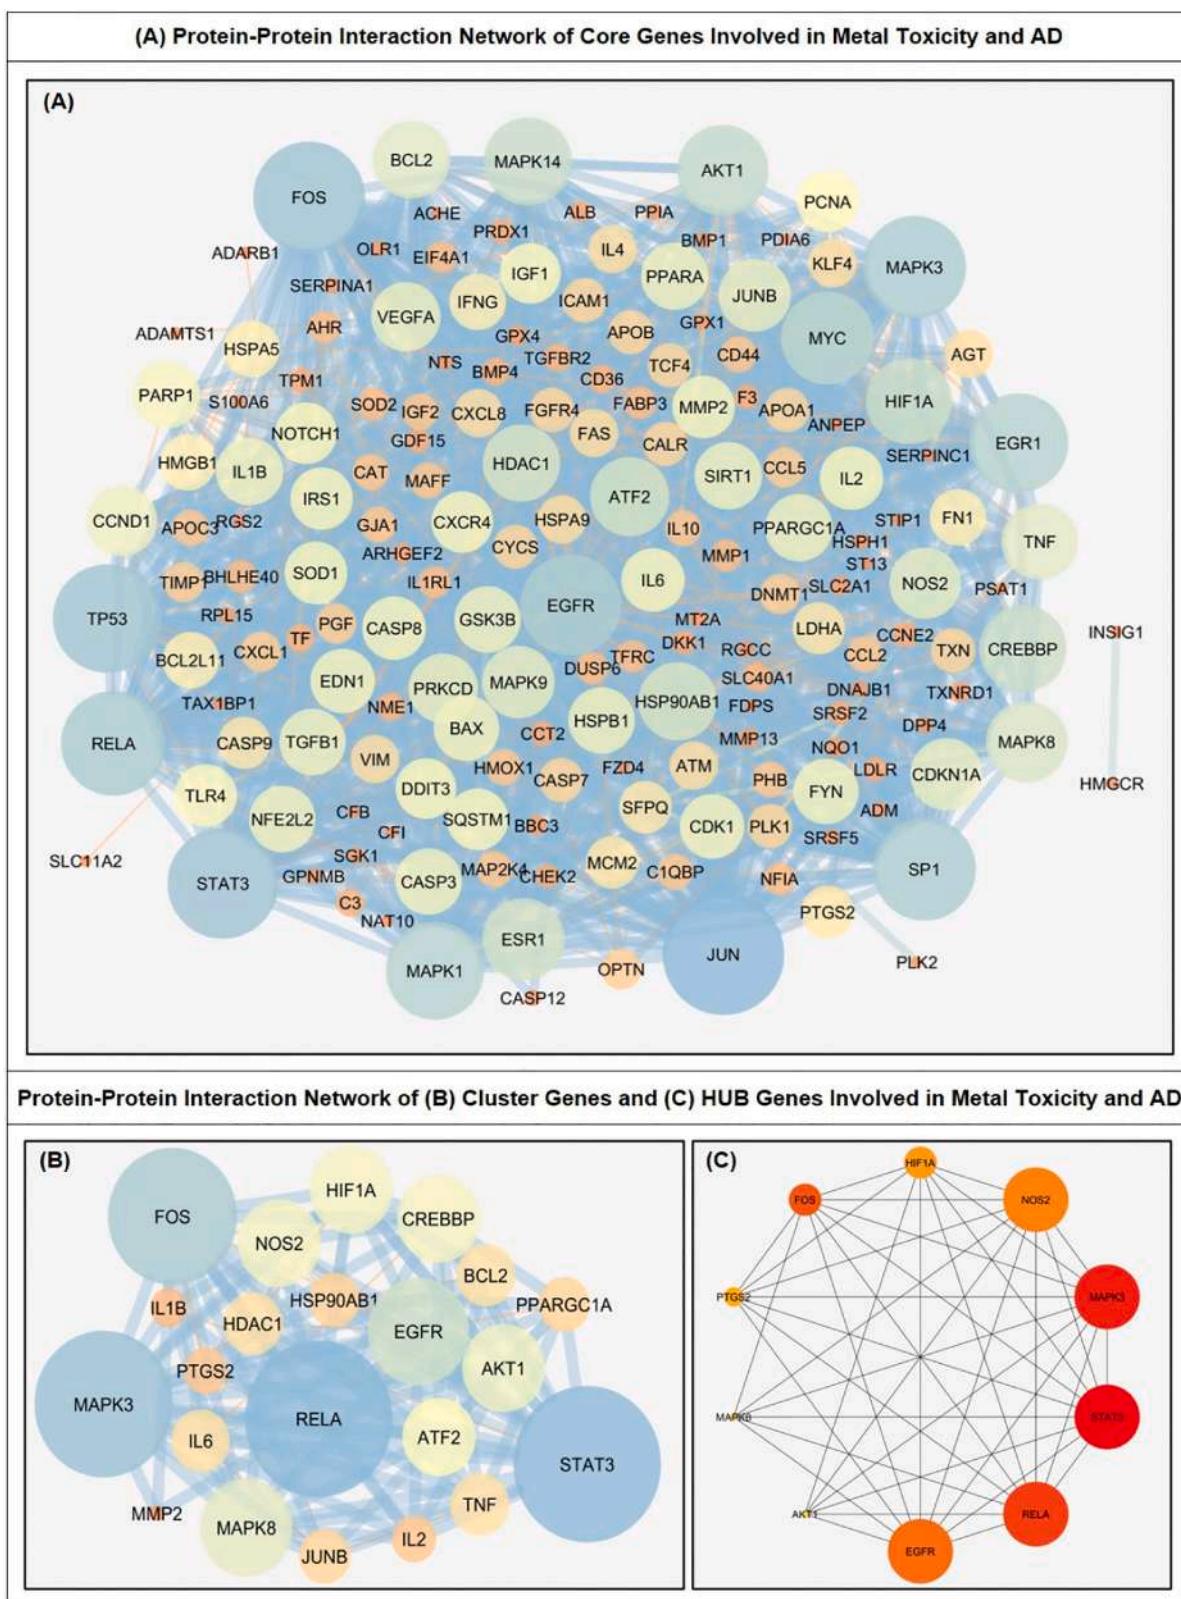 (A) Protein-Protein Interaction Network of Core Genes Involved in Metal Toxicity and AD
(A)
BCL2 MAPK14 AKT1
FOS PCNA
ACHE ALB PPIA
PRDX1 BMP1 PDIA6
ADARB1 OLR1 EIF4A1 IL4 KLF4 MAPK3
SERPINA1 IGF1 PPARA
VEGFA IFNG ICAM1 JUNB
ADAMTS1 AHR GPX4 APOB GPX1 MYC
HSPA5 NTS TGFBR2 TCF4 CD44 AGT
TPM1 BMP4 CD36
PARP1 S100A6 SOD2 IGF2 CXCL8 FGFR4 FABP3 MMP2 F3 APOA1 HIF1A
NOTCH1 GDF15 FAS CALR ANPEP EGR1
HMGB1 IL1B CAT MAFF HDAC1 SIRT1 CCL5 IL2 SERPINC1
IRS1 ATF2
CCND1 APOC3 RGS2 GJA1 CXCR4 HSPA9 IL10 PPARGC1A STIP1 FN1
ARHGEF2 CYCS MMP1 HSPH1 TNF
TIMP1 BHLHE40 SOD1 IL1RL1 IL6 ST13
DNMT1 SLC2A1 NOS2 PSAT1
TP53 RPL15 PGF CASP8 GSK3B EGFR MT2A LDHA INSIG1
BCL2L11 CXCL1 TF DKK1 RGCC CCNE2 TXN CREBBP
DUSP6 TFRC CCL2
EDN1 PRKCD MAPK9 SLC40A1 DNAJB1 TXNRD1
TAX1BP1 NME1 HSP90AB1 FDPS SRSF2
RELA CASP9 TGFB1 BAX CCT2 HSPB1 MMP13 NQO1 DPP4 MAPK8
VIM HMOX1 CASP7 FZD4 ATM PHB LDLR CDKN1A HMGCR
TLR4 DDIT3 FYN
NFE2L2 CFB SQSTM1 BBC3 SFPQ CDK1 PLK1 ADM
CFI SRSF5
SLC11A2 SGK1
STAT3 GPNMB CASP3 MAP2K4 CHEK2 MCM2 C1QBP NFIA SP1
C3 NAT10 PTGS2
MAPK1 ESR1 JUN
OPTN PLK2
CASP12
Protein-Protein Interaction Network of (B) Cluster Genes and (C) HUB Genes Involved in Metal Toxicity and AD
(B)
HIF1A
FOS CREBBP
NOS2
BCL2
IL1B HSP90AB1 PPARGC1A
HDAC1 EGFR
PTGS2 AKT1
MAPK3 RELA
IL6 ATF2
STAT3
MMP2 TNF
MAPK8 IL2
JUNB
(C)
HIF1A
FOS NOS2
PTGS2 MAPK3
MAPK8 STAT3
AKT1 RELA
EGFR